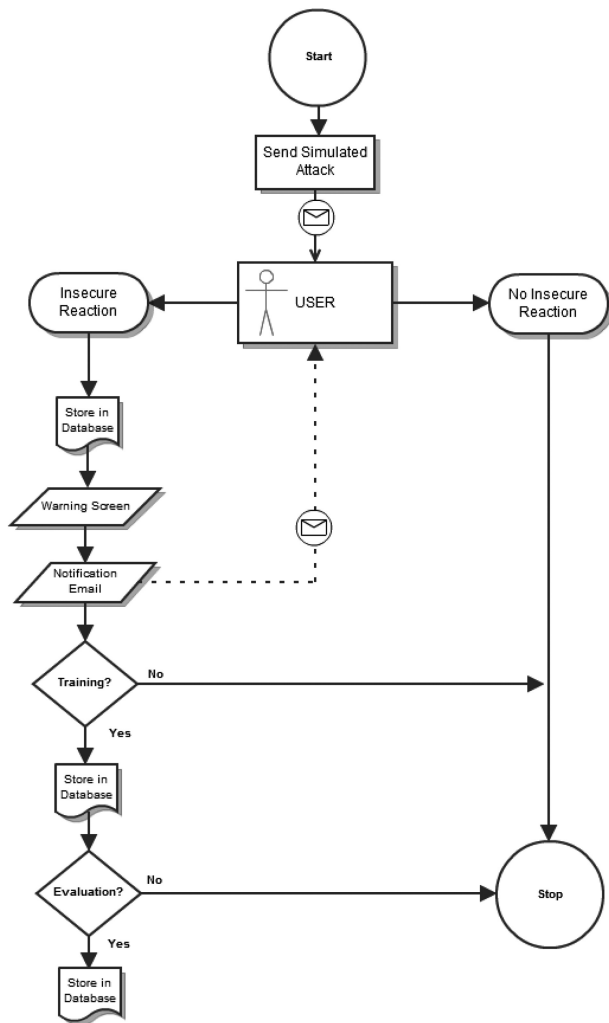 Start
Send Simulated
Attack
Insecure
Reaction
USER
No Insecure
Reaction
Store in
Database
Warning Screen
Notification
Email
Training?
No
Yes
Store in
Database
Evaluation?
No
Stop
Yes
Store in
Database